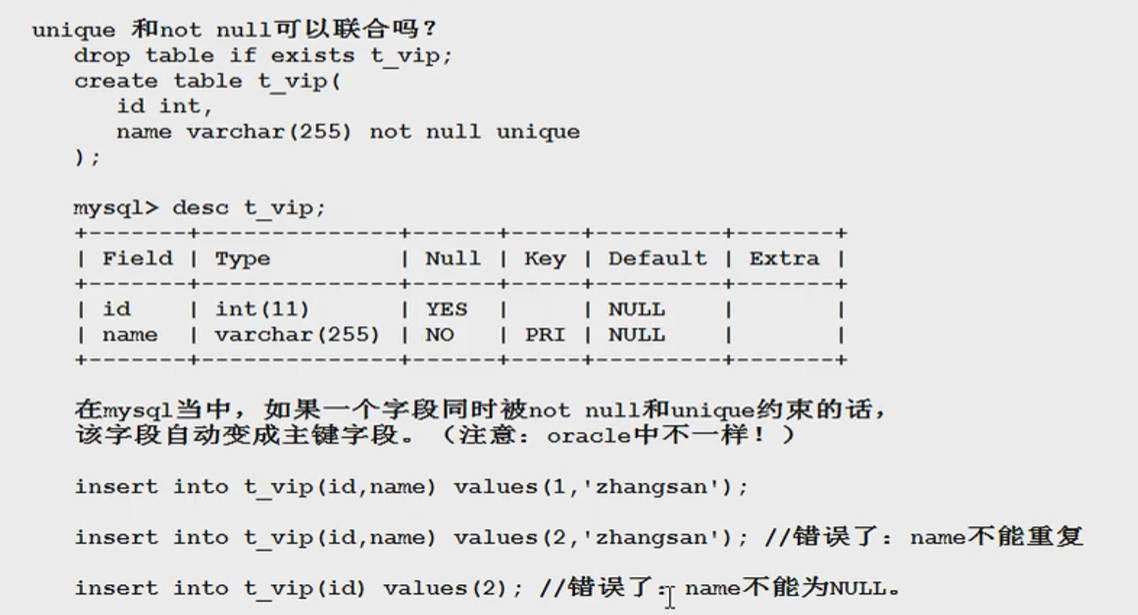 unique 和not null可以联合吗？
drop table if exists t_vip;
create table t_vip(
id int,
name varchar(255) not null unique
);
mysql> desc t_vip;
+-------+--------------+------+-----+---------+-------+
| Field | Type | Null | Key | Default | Extra |
+-------+--------------+------+-----+---------+-------+
| id | int(11) | YES | | NULL | |
| name | varchar(255) | NO | PRI | NULL | |
+-------+--------------+------+-----+---------+-------+
在mysql当中，如果一个字段同时被not null和unique约束的话，
该字段自动变成主键字段。（注意：oracle中不一样！）
insert into t_vip(id,name) values(1,'zhangsan');
insert into t_vip(id,name) values(2,'zhangsan'); //错误了：name不能重复
insert into t_vip(id) values(2); //错误了：name不能为NULL。